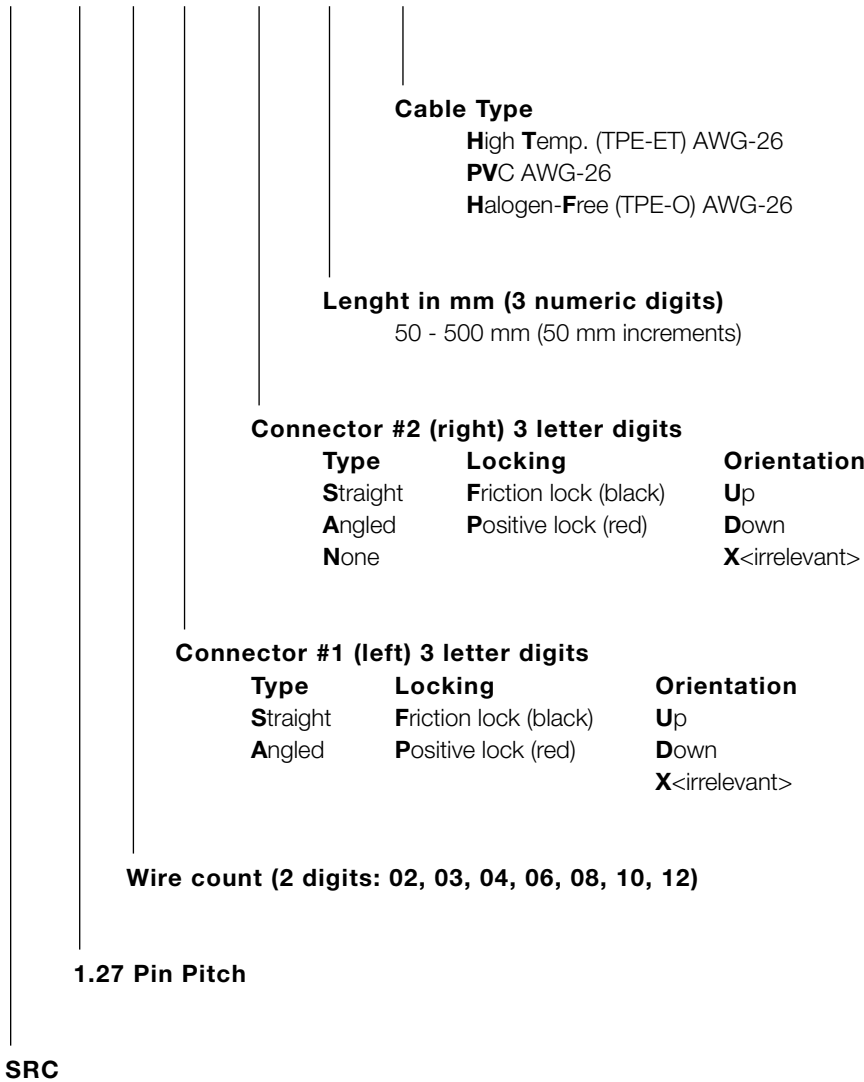 Cable Type
High Temp. (TPE-ET) AWG-26
PVC AWG-26
Halogen-Free (TPE-O) AWG-26
Lenght in mm (3 numeric digits)
50 - 500 mm (50 mm increments)
Connector #2 (right) 3 letter digits
Type Locking Orientation
Straight Friction lock (black) Up
Angled Positive lock (red) Down
None X<irrelevant>
Connector #1 (left) 3 letter digits
Type Locking Orientation
Straight Friction lock (black) Up
Angled Positive lock (red) Down
X<irrelevant>
Wire count (2 digits: 02, 03, 04, 06, 08, 10, 12)
1.27 Pin Pitch
SRC